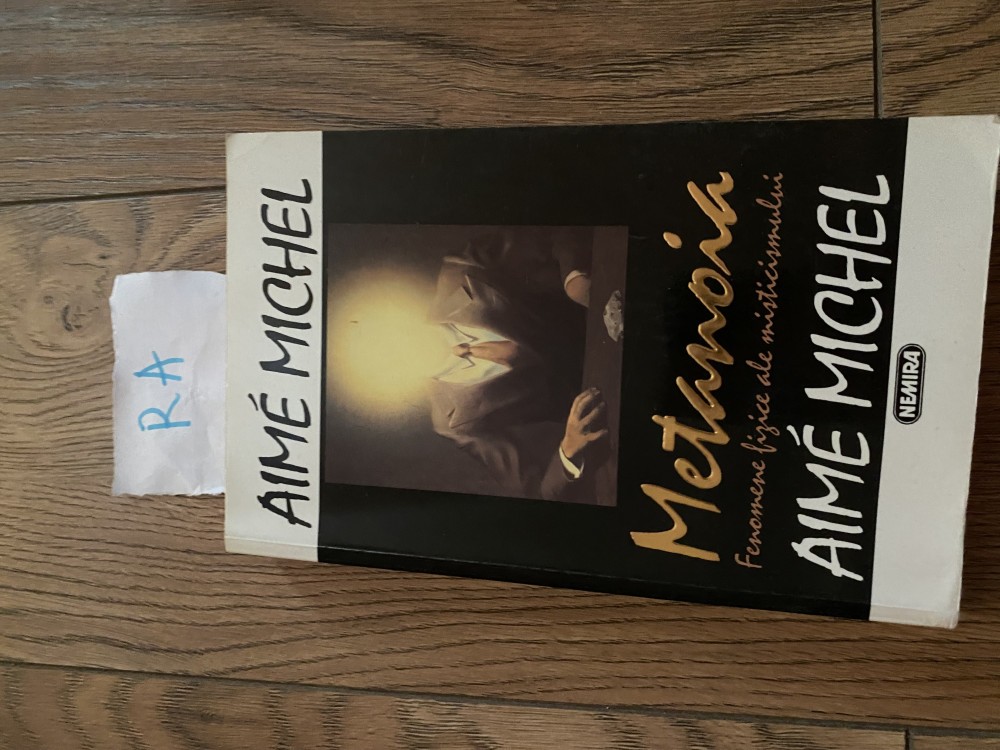 RA
AIMÉ MICHEL
Metanoia
Fenomene fizice ale misticismului
AIMÉ MICHEL
NEMIRA